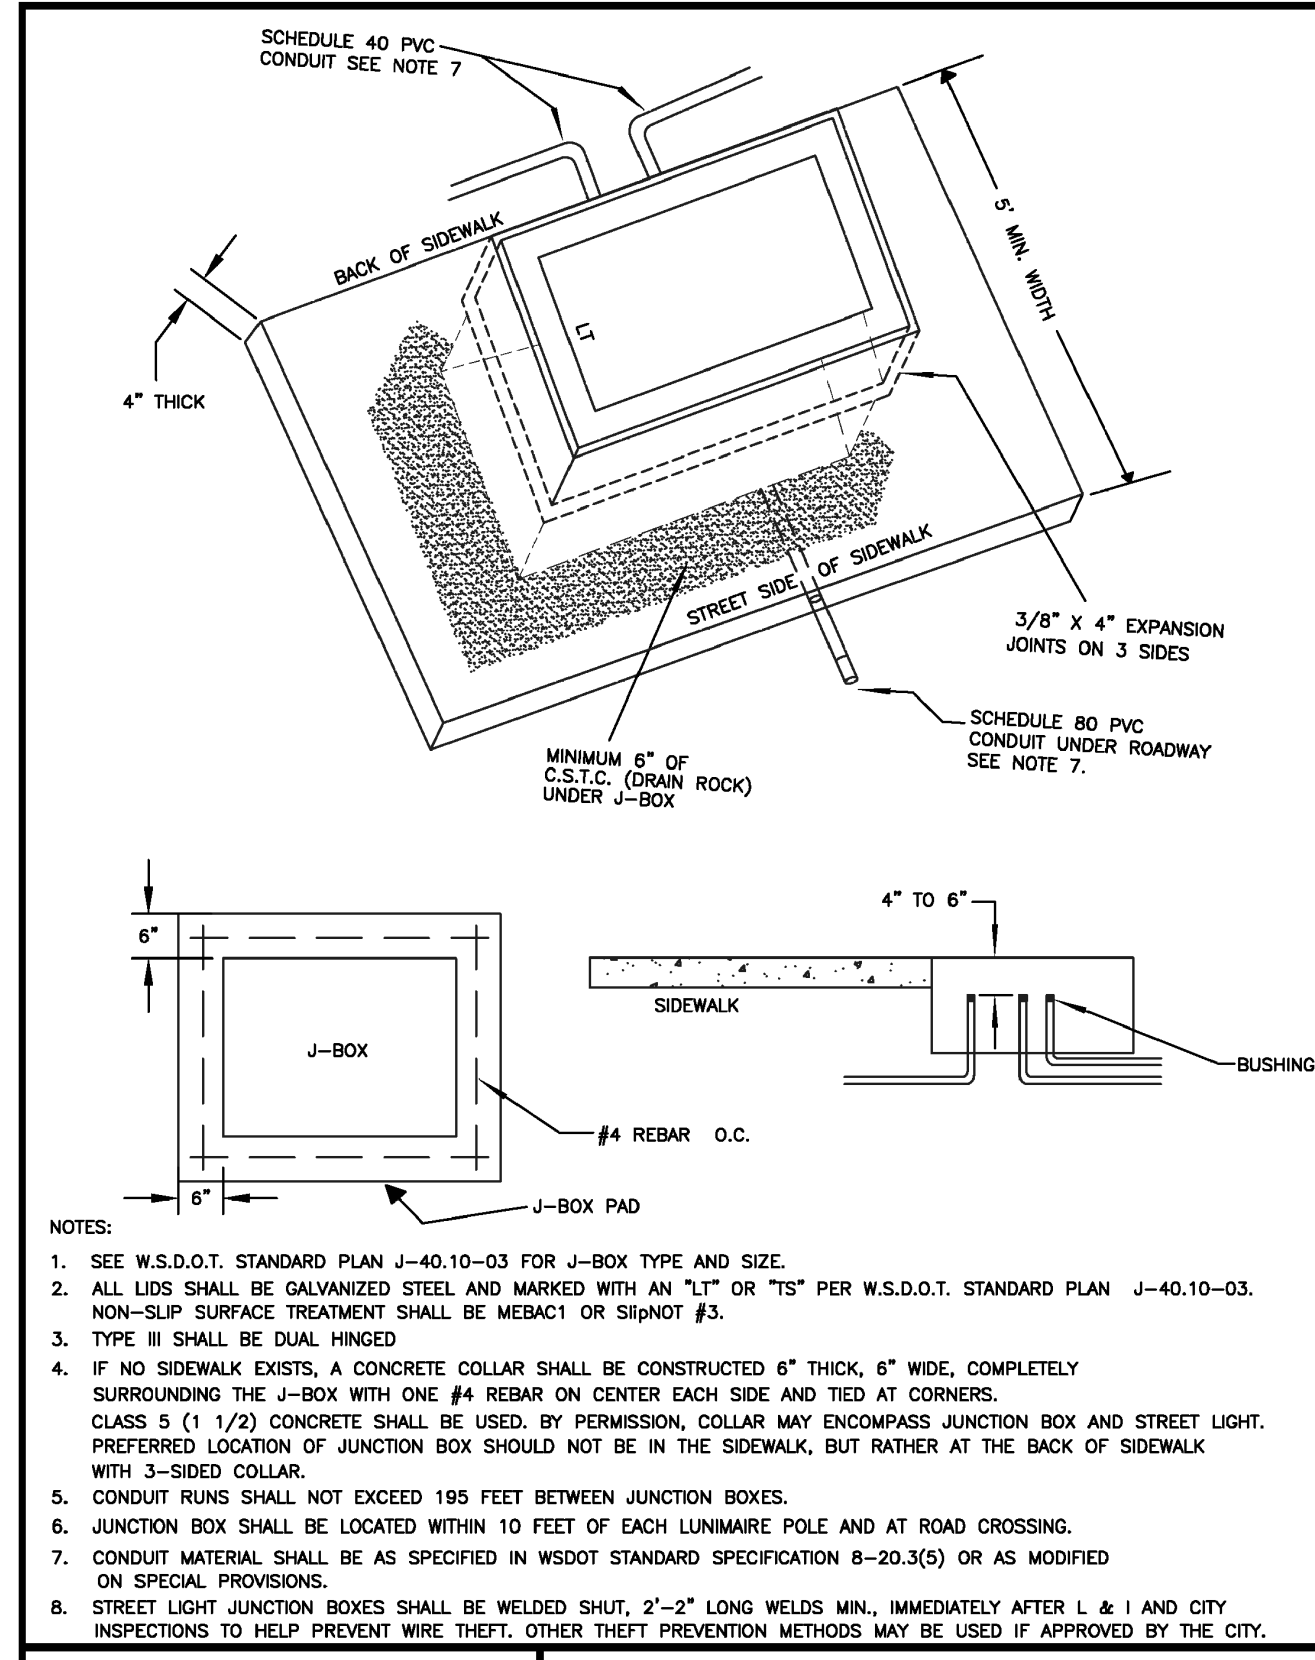 SCHEDULE 40 PVC
CONDUIT SEE NOTE 7
5' MIN. WIDTH
BACK OF SIDEWALK
LT
4" THICK
STREET SIDE OF SIDEWALK
3/8" X 4" EXPANSION
JOINTS ON 3 SIDES
SCHEDULE 80 PVC
CONDUIT UNDER ROADWAY
SEE NOTE 7.
MINIMUM 6" OF
C.S.T.C. (DRAIN ROCK)
UNDER J-BOX
4" TO 6"
6"
SIDEWALK
J-BOX
BUSHING
#4 REBAR O.C.
6"
J-BOX PAD
NOTES:
1. SEE W.S.D.O.T. STANDARD PLAN J-40.10-03 FOR J-BOX TYPE AND SIZE.
2. ALL LIDS SHALL BE GALVANIZED STEEL AND MARKED WITH AN "LT" OR "TS" PER W.S.D.O.T. STANDARD PLAN J-40.10-03.
NON-SLIP SURFACE TREATMENT SHALL BE MEBAC1 OR SlipNOT #3.
3. TYPE III SHALL BE DUAL HINGED
4. IF NO SIDEWALK EXISTS, A CONCRETE COLLAR SHALL BE CONSTRUCTED 6" THICK, 6" WIDE, COMPLETELY
SURROUNDING THE J-BOX WITH ONE #4 REBAR ON CENTER EACH SIDE AND TIED AT CORNERS.
CLASS 5 (1 1/2) CONCRETE SHALL BE USED. BY PERMISSION, COLLAR MAY ENCOMPASS JUNCTION BOX AND STREET LIGHT.
PREFERRED LOCATION OF JUNCTION BOX SHOULD NOT BE IN THE SIDEWALK, BUT RATHER AT THE BACK OF SIDEWALK
WITH 3-SIDED COLLAR.
5. CONDUIT RUNS SHALL NOT EXCEED 195 FEET BETWEEN JUNCTION BOXES.
6. JUNCTION BOX SHALL BE LOCATED WITHIN 10 FEET OF EACH LUNIMAIRE POLE AND AT ROAD CROSSING.
7. CONDUIT MATERIAL SHALL BE AS SPECIFIED IN WSDOT STANDARD SPECIFICATION 8-20.3(5) OR AS MODIFIED
ON SPECIAL PROVISIONS.
8. STREET LIGHT JUNCTION BOXES SHALL BE WELDED SHUT, 2'-2" LONG WELDS MIN., IMMEDIATELY AFTER L & I AND CITY
INSPECTIONS TO HELP PREVENT WIRE THEFT. OTHER THEFT PREVENTION METHODS MAY BE USED IF APPROVED BY THE CITY.